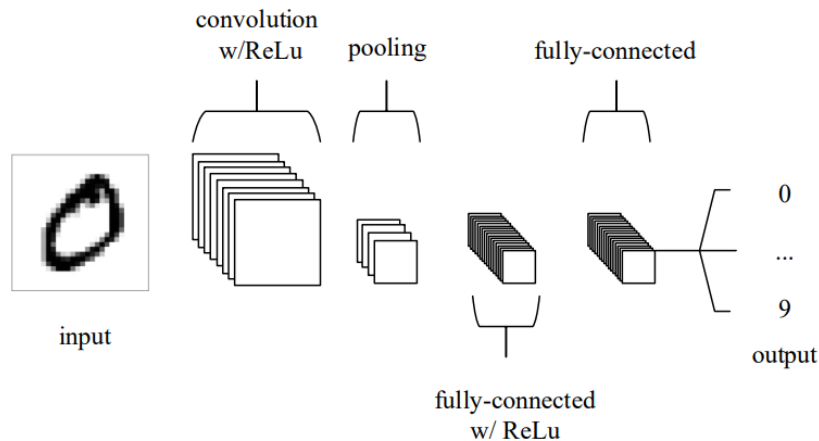 convolution
w/ReLu
pooling
fully-connected
input
fully-connected
w/ ReLu
0
...
9
output